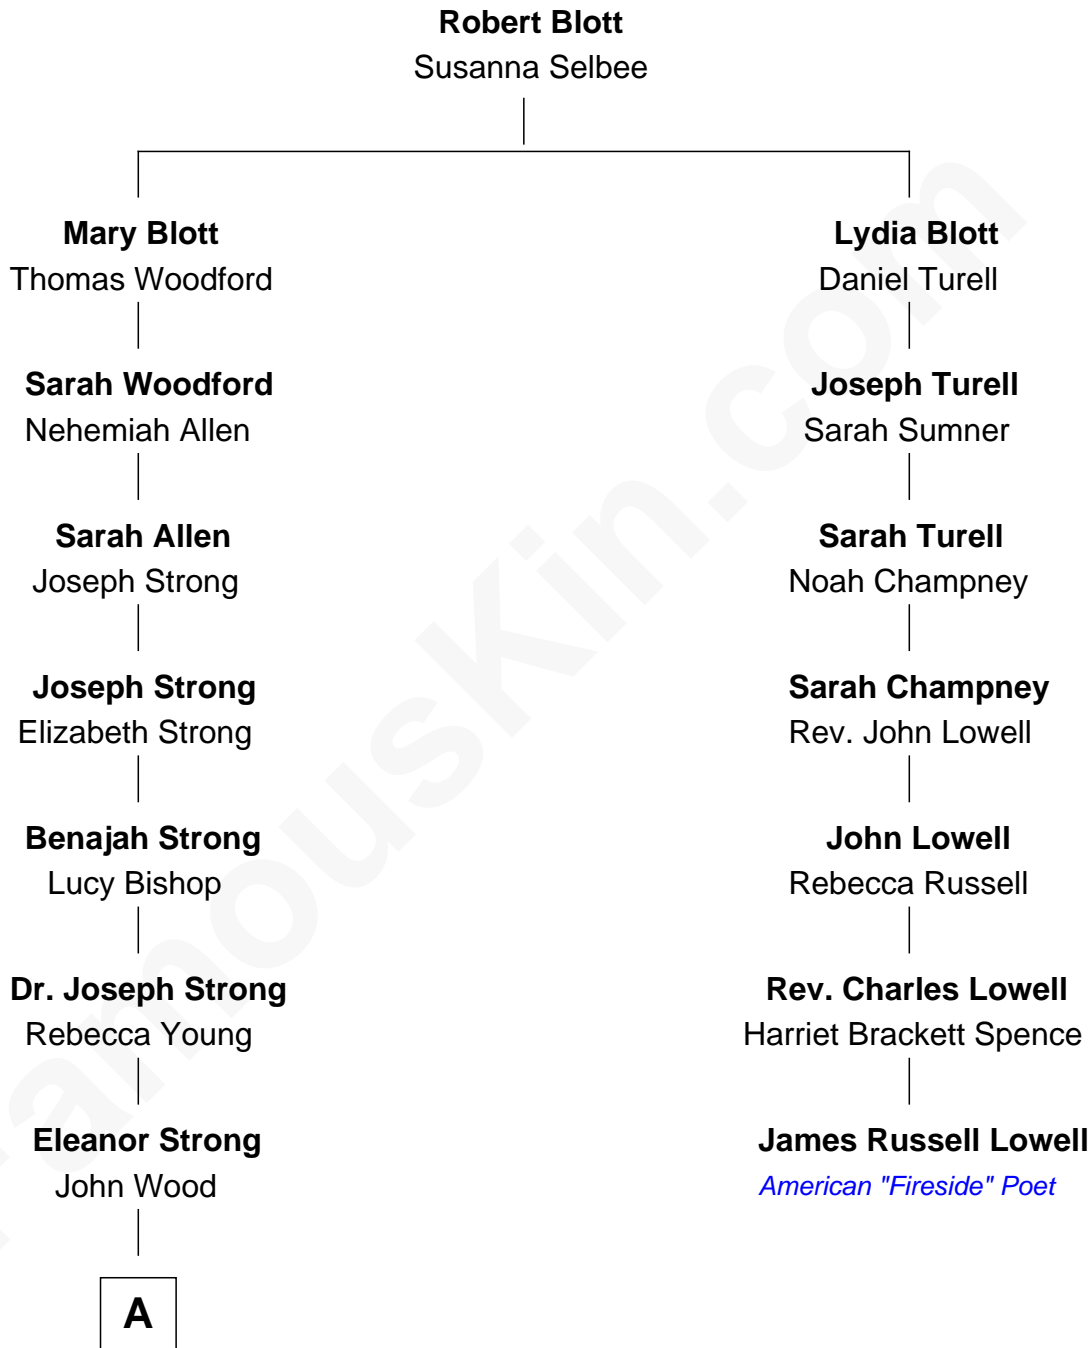 Robert Blott
Susanna Selbee
Mary Blott
Thomas Woodford
Lydia Blott
Daniel Turell
Sarah Woodford
Nehemiah Allen
Joseph Turell
Sarah Sumner
Sarah Allen
Joseph Strong
Sarah Turell
Noah Champney
Joseph Strong
Elizabeth Strong
Sarah Champney
Rev. John Lowell
Benajah Strong
Lucy Bishop
John Lowell
Rebecca Russell
Dr. Joseph Strong
Rebecca Young
Rev. Charles Lowell
Harriet Brackett Spence
Eleanor Strong
John Wood
James Russell Lowell
American "Fireside" Poet
A
FamousKin.com